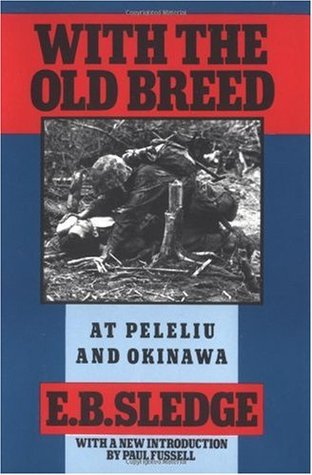 WITH THE
OLD BREED
AT PELELIU
AND OKINAWA
E.B.SLEDGE
WITH A NEW INTRODUCTION
BY PAUL FUSSELL